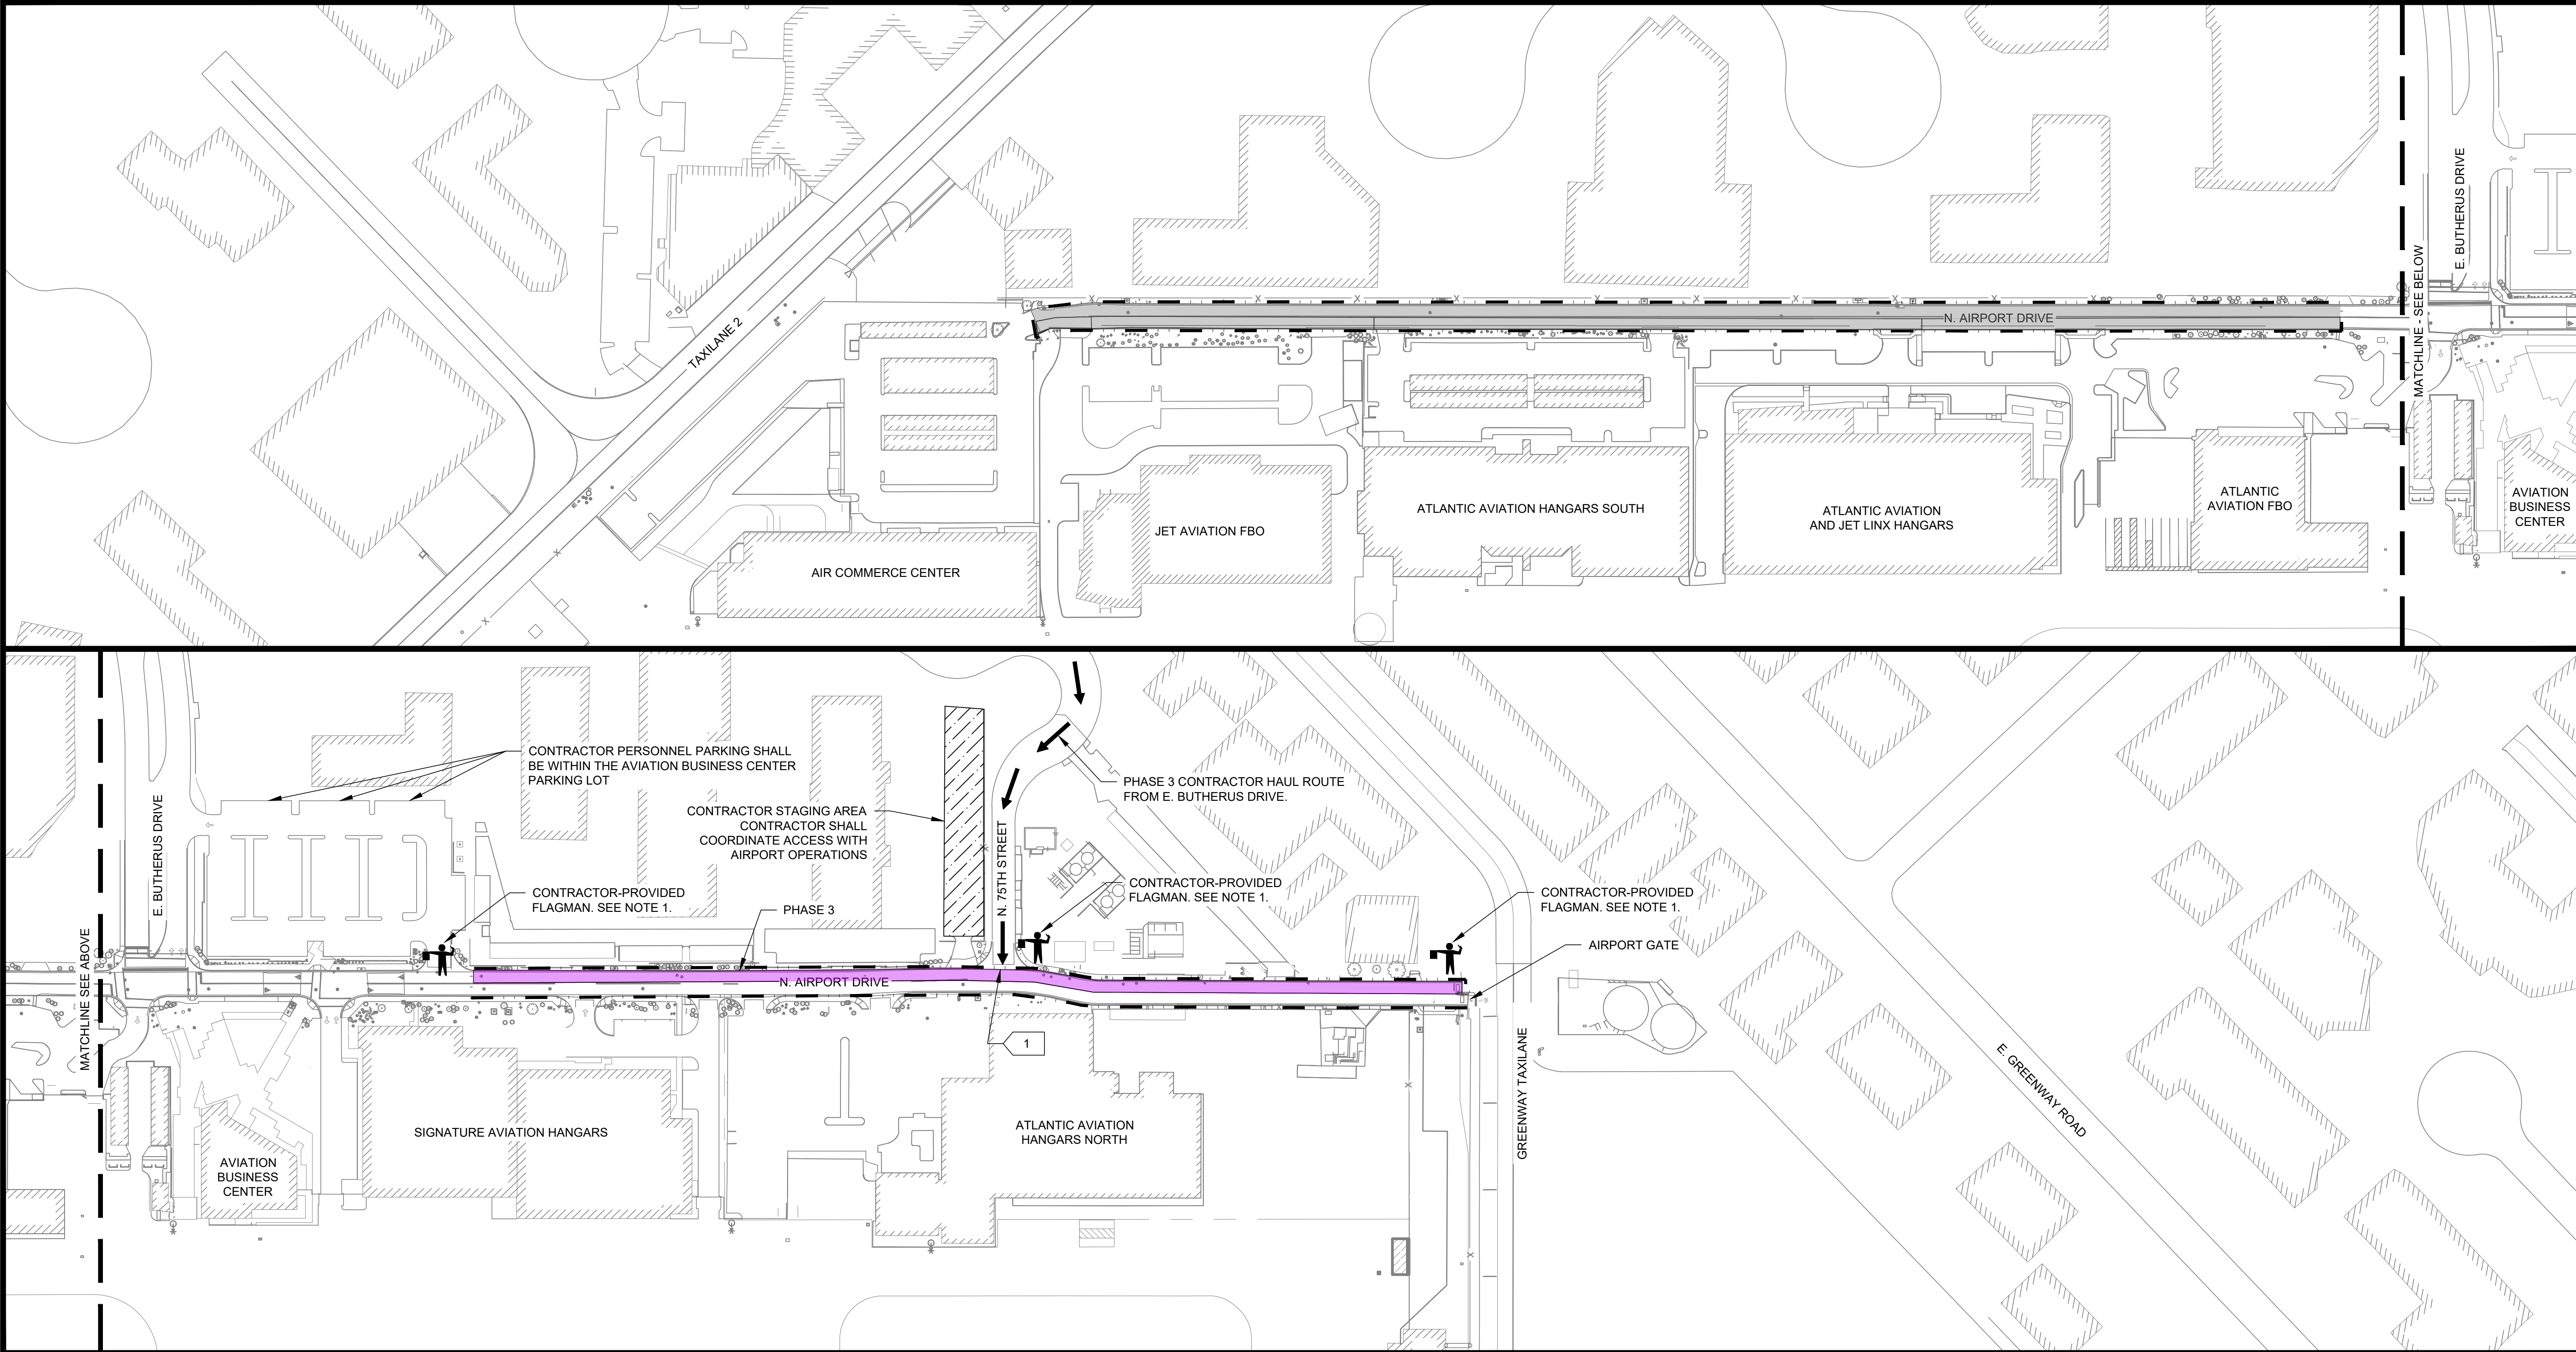 TAXILANE 2
N. AIRPORT DRIVE
MATCHLINE - SEE BELOW
E. BUTHERUS DRIVE
AIR COMMERCE CENTER
JET AVIATION FBO
ATLANTIC AVIATION HANGARS SOUTH
ATLANTIC AVIATION
AND JET LINX HANGARS
ATLANTIC
AVIATION FBO
AVIATION
BUSINESS
CENTER
MATCHLINE SEE ABOVE
E. BUTHERUS DRIVE
CONTRACTOR PERSONNEL PARKING SHALL
BE WITHIN THE AVIATION BUSINESS CENTER
PARKING LOT
CONTRACTOR STAGING AREA
CONTRACTOR SHALL
COORDINATE ACCESS WITH
AIRPORT OPERATIONS
PHASE 3 CONTRACTOR HAUL ROUTE
FROM E. BUTHERUS DRIVE.
N. 75TH STREET
CONTRACTOR-PROVIDED
FLAGMAN. SEE NOTE 1.
PHASE 3
CONTRACTOR-PROVIDED
FLAGMAN. SEE NOTE 1.
CONTRACTOR-PROVIDED
FLAGMAN. SEE NOTE 1.
AIRPORT GATE
N. AIRPORT DRIVE
1
SIGNATURE AVIATION HANGARS
ATLANTIC AVIATION
HANGARS NORTH
AVIATION
BUSINESS
CENTER
GREENWAY TAXILANE
E. GREENWAY ROAD